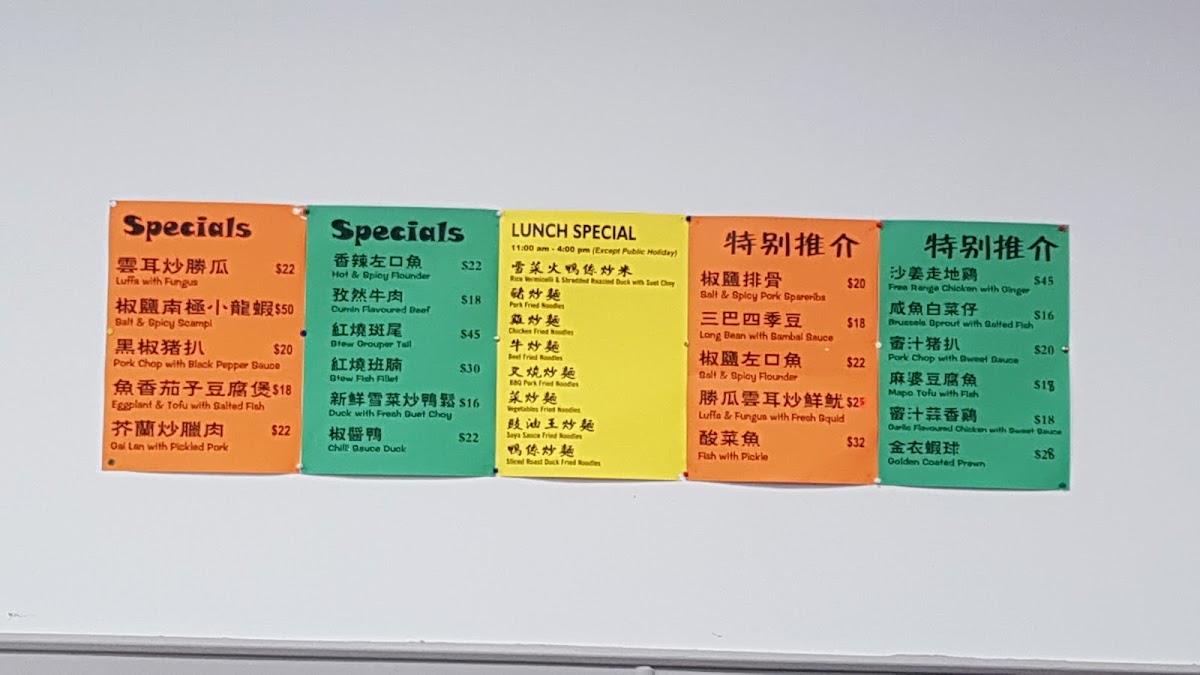 Specials
雲耳炒勝瓜 $22
Luffa with Fungus
椒鹽南極小龍蝦 $50
Salt & Spicy Scampi
黑椒猪扒 $20
Pork Chop with Black Pepper Sauce
魚香茄子豆腐煲 $18
Eggplant & Tofu with Salted Fish
芥蘭炒臘肉 $22
Gai Lan with Pickled Pork
Specials
香辣左口魚 $22
Hot & Spicy Flounder
孜然牛肉 $18
Cumin Flavoured Beef
紅燒斑尾 $45
Stew Grouper Tail
紅燒班腩 $30
Stew Fish Fillet
新鮮雪菜炒鴨鬆 $16
Duck with Fresh Suet Choy
椒醬鴨 $22
Chilli Sauce Duck
LUNCH SPECIAL
11:00 am - 4:00 pm (Except Public Holiday)
雪菜火鴨絲炒米
Rice Vermicelli & Shredded Roasted Duck with Suet Choy
豬炒麵
Pork Fried Noodles
雞炒麵
Chicken Fried Noodles
牛炒麵
Beef Fried Noodles
叉燒炒麵
BBQ Pork Fried Noodles
菜炒麵
Vegetables Fried Noodles
豉油王炒麵
Soya Sauce Fried Noodles
鴨絲炒麵
Sliced Roast Duck Fried Noodles
特别推介
椒鹽排骨 $20
Salt & Spicy Pork Spareribs
三巴四季豆 $18
Long Bean with Sambal Sauce
椒鹽左口魚 $22
Salt & Spicy Flounder
勝瓜雲耳炒鮮魷 $25
Luffa & Fungus with Fresh Squid
酸菜魚 $32
Fish with Pickle
特别推介
沙姜走地鷄 $45
Free Range Chicken with Ginger
咸魚白菜仔 $16
Brussels Sprout with Salted Fish
蜜汁猪扒 $20
Pork Chop with Sweet Sauce
麻婆豆腐魚 $18
Mapo Tofu with Fish
蜜汁蒜香鷄 $18
Garlic Flavoured Chicken with Sweet Sauce
金衣蝦球 $28
Golden Coated Prawn